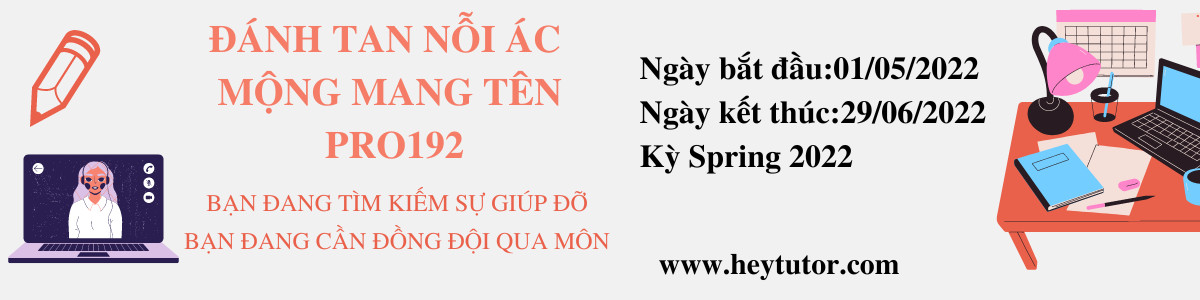 ĐÁNH TAN NỖI ÁC
MỘNG MANG TÊN
PRO192
BẠN ĐANG TÌM KIẾM SỰ GIÚP ĐỠ
BẠN ĐANG CẦN ĐỒNG ĐỘI QUA MÔN
Ngày bắt đầu:01/05/2022
Ngày kết thúc:29/06/2022
Kỳ Spring 2022
www.heytutor.com